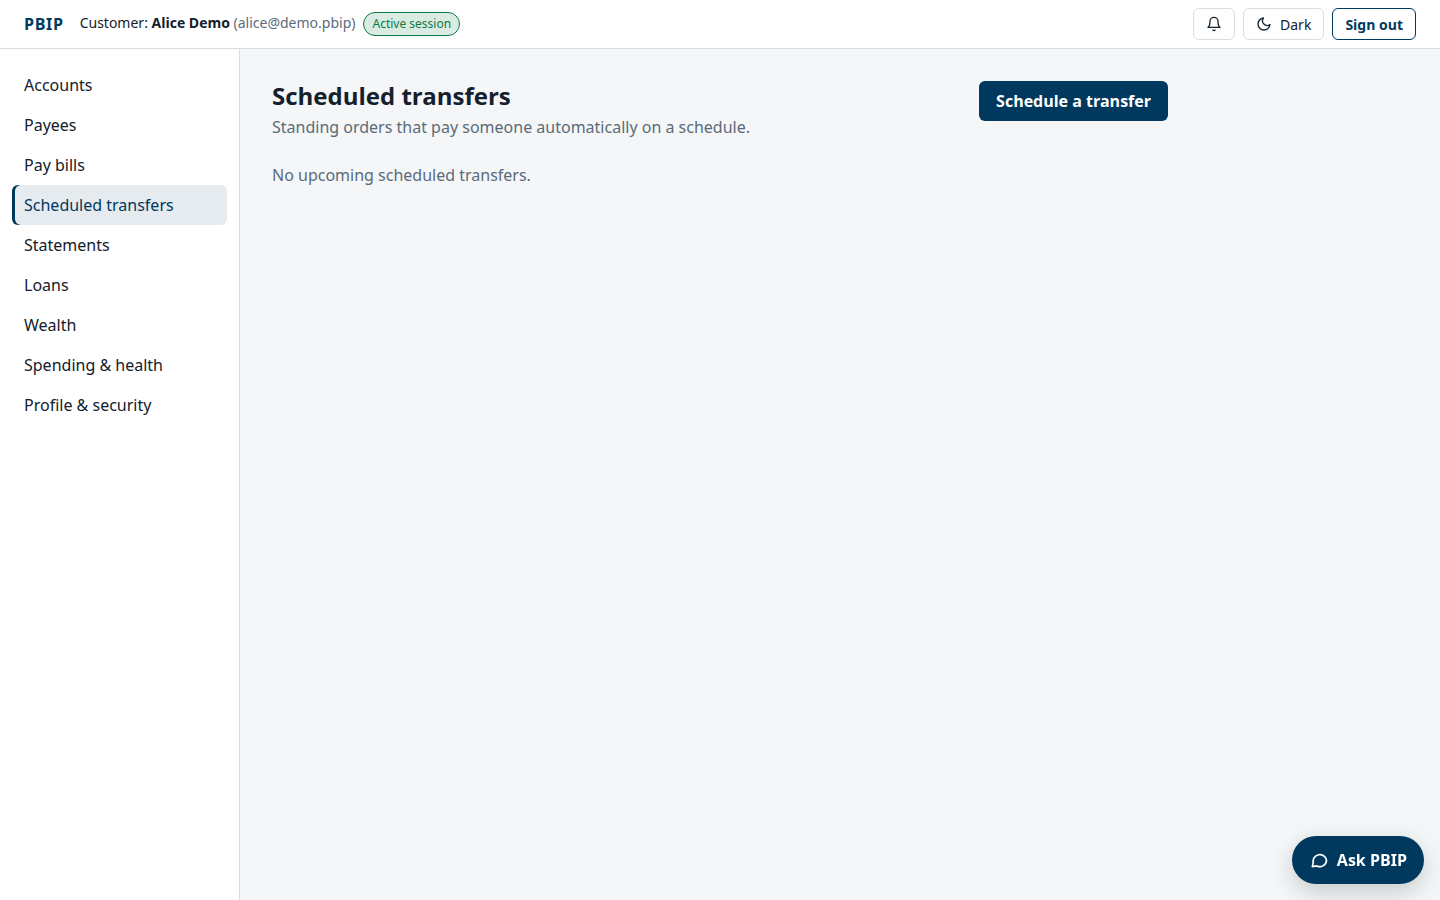 PBIP Customer: Alice Demo (alice@demo.pbip) Active session Dark Sign out
Accounts
Payees
Pay bills
Scheduled transfers
Statements
Loans
Wealth
Spending & health
Profile & security
Scheduled transfers
Schedule a transfer
Standing orders that pay someone automatically on a schedule.
No upcoming scheduled transfers.
Ask PBIP